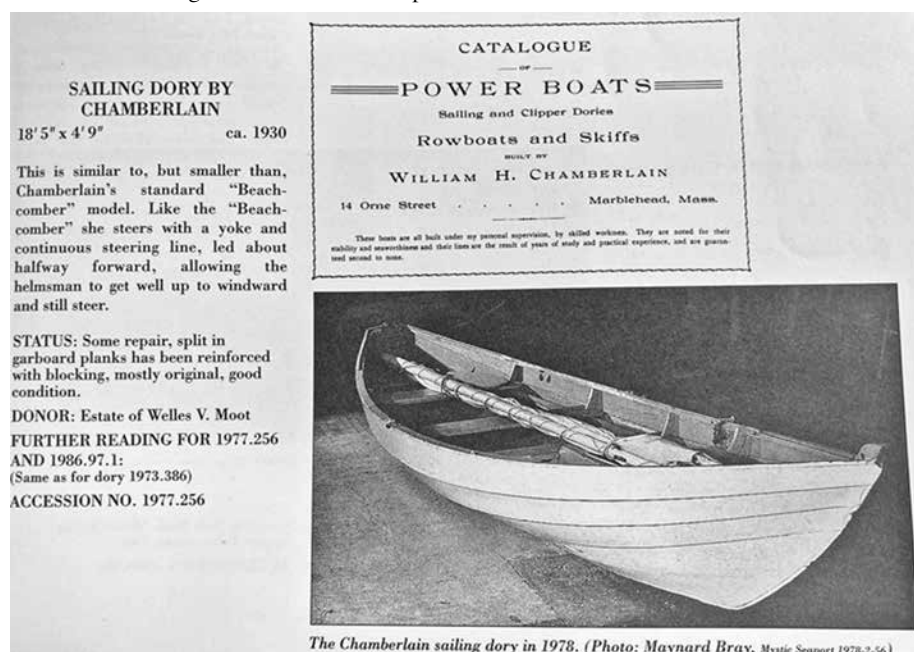 SAILING DORY BY
CHAMBERLAIN
18' 5" x 4' 9" ca. 1930
This is similar to, but smaller than,
Chamberlain's standard “Beach-
comber” model. Like the “Beach-
comber” she steers with a yoke and
continuous steering line, led about
halfway forward, allowing the
helmsman to get well up to windward
and still steer.
STATUS: Some repair, split in
garboard planks has been reinforced
with blocking, mostly original, good
condition.
DONOR: Estate of Welles V. Moot
FURTHER READING FOR 1977.256
AND 1986.97.1:
(Same as for dory 1973.386)
ACCESSION NO. 1977.256
CATALOGUE
OF
POWER BOATS
Sailing and Clipper Dories
Rowboats and Skiffs
BUILT BY
WILLIAM H. CHAMBERLAIN
14 Orne Street . . . . . . Marblehead, Mass.
These boats are all built under my personal supervision, by skilled workmen. They are noted for their
stability and seaworthiness and their lines are the result of years of study and practical experience, and are guaran-
teed second to none.
The Chamberlain sailing dory in 1978. (Photo: Maynard Bray, Mystic Seaport 1978-2-56)